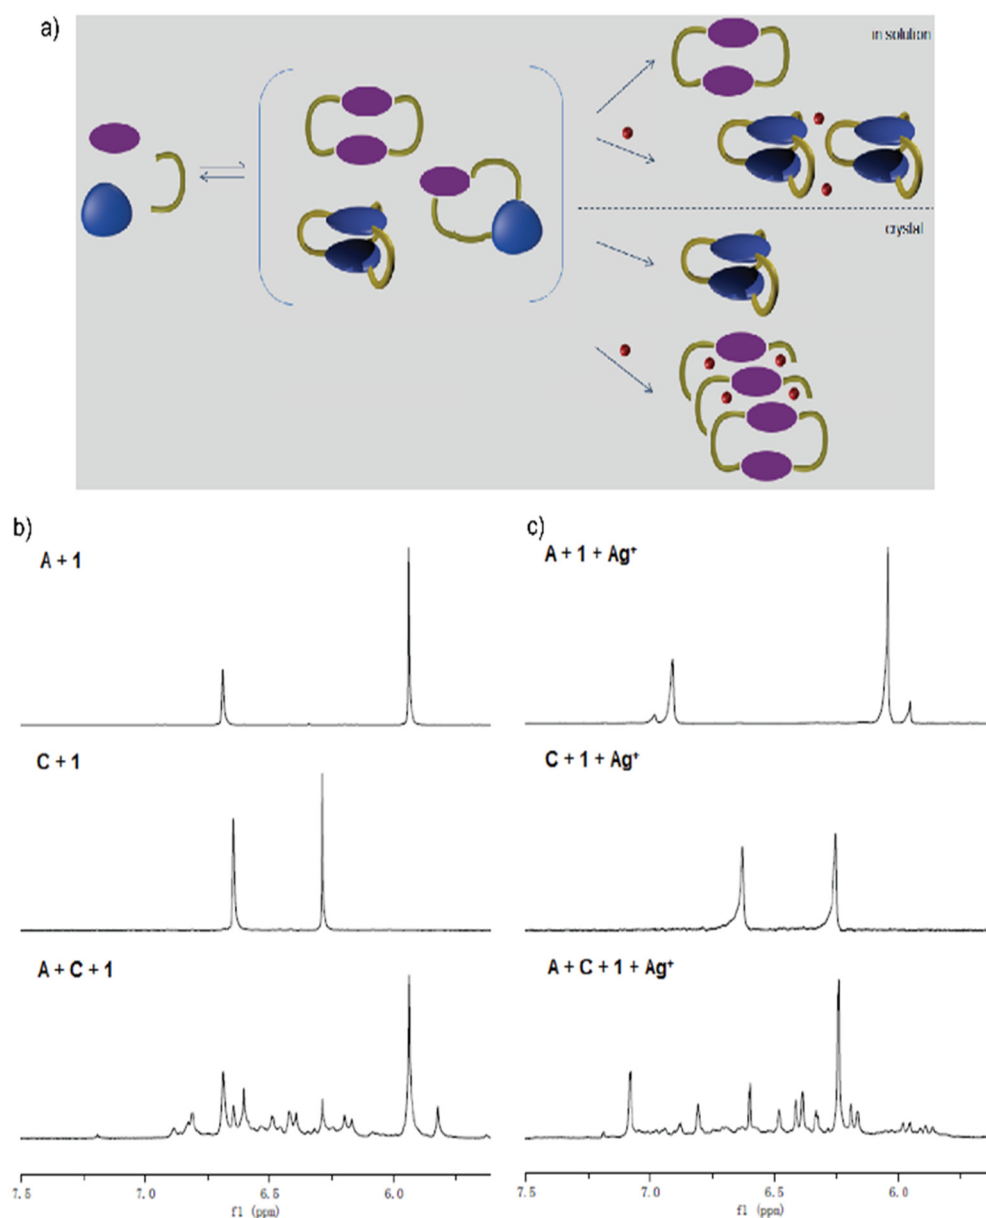 a)
in solution
crystal
b)
c)
A + 1
A + 1 + Ag⁺
C + 1
C + 1 + Ag⁺
A + C + 1
A + C + 1 + Ag⁺
7.5 7.0 6.5 6.0
f1 (ppm)
7.5 7.0 6.5 6.0
f1 (ppm)